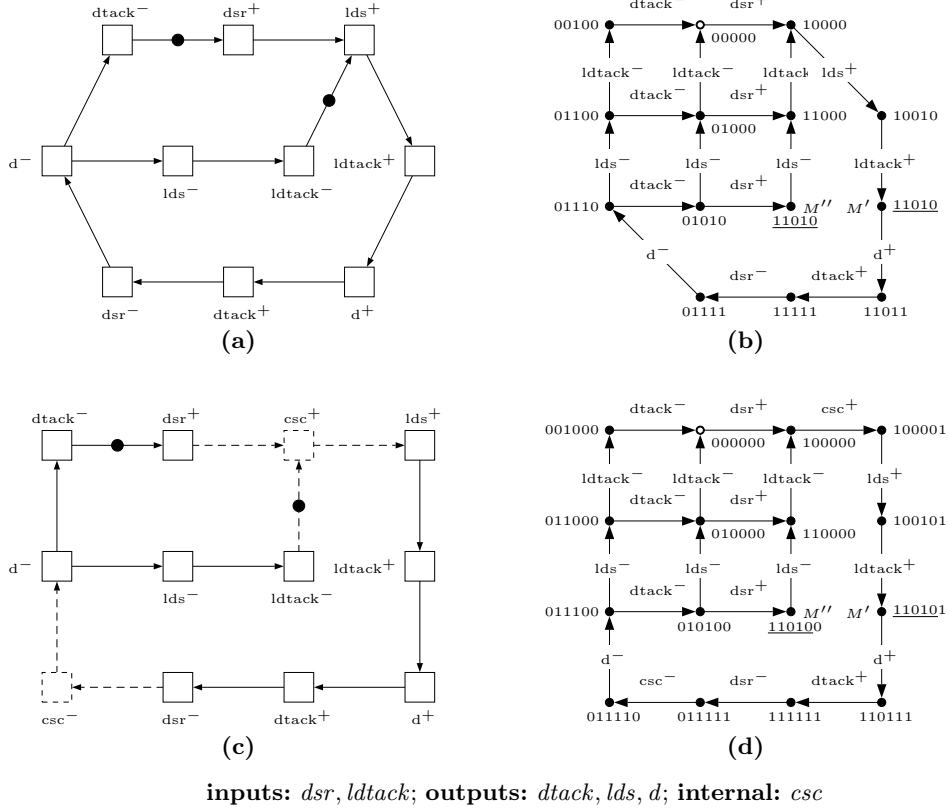 dtack⁻ dsr⁺ lds⁺
d⁻ lds⁻ ldtack⁻ ldtack⁺
dsr⁻ dtack⁺ d⁺
(a)
dtack⁻ dsr⁺
00100 00000 10000
ldtack⁻ ldtack⁻ ldtack⁻ lds⁺
dtack⁻ dsr⁺
01100 01000 11000 10010
lds⁻ lds⁻ lds⁻ ldtack⁺
dtack⁻ dsr⁺
01110 01010 11010 M′′ M′ 11010
d⁻ d⁺
dsr⁻ dtack⁺
01111 11111 11011
(b)
dtack⁻ dsr⁺ csc⁺ lds⁺
d⁻ lds⁻ ldtack⁻ ldtack⁺
csc⁻ dsr⁻ dtack⁺ d⁺
(c)
dtack⁻ dsr⁺ csc⁺
001000 000000 100000 100001
ldtack⁻ ldtack⁻ ldtack⁻ lds⁺
dtack⁻ dsr⁺
011000 010000 110000 100101
lds⁻ lds⁻ lds⁻ ldtack⁺
dtack⁻ dsr⁺
011100 010100 110100 M′′ M′ 110101
d⁻ d⁺
csc⁻ dsr⁻ dtack⁺
011110 011111 111111 110111
(d)
inputs: dsr, ldtack; outputs: dtack, lds, d; internal: csc